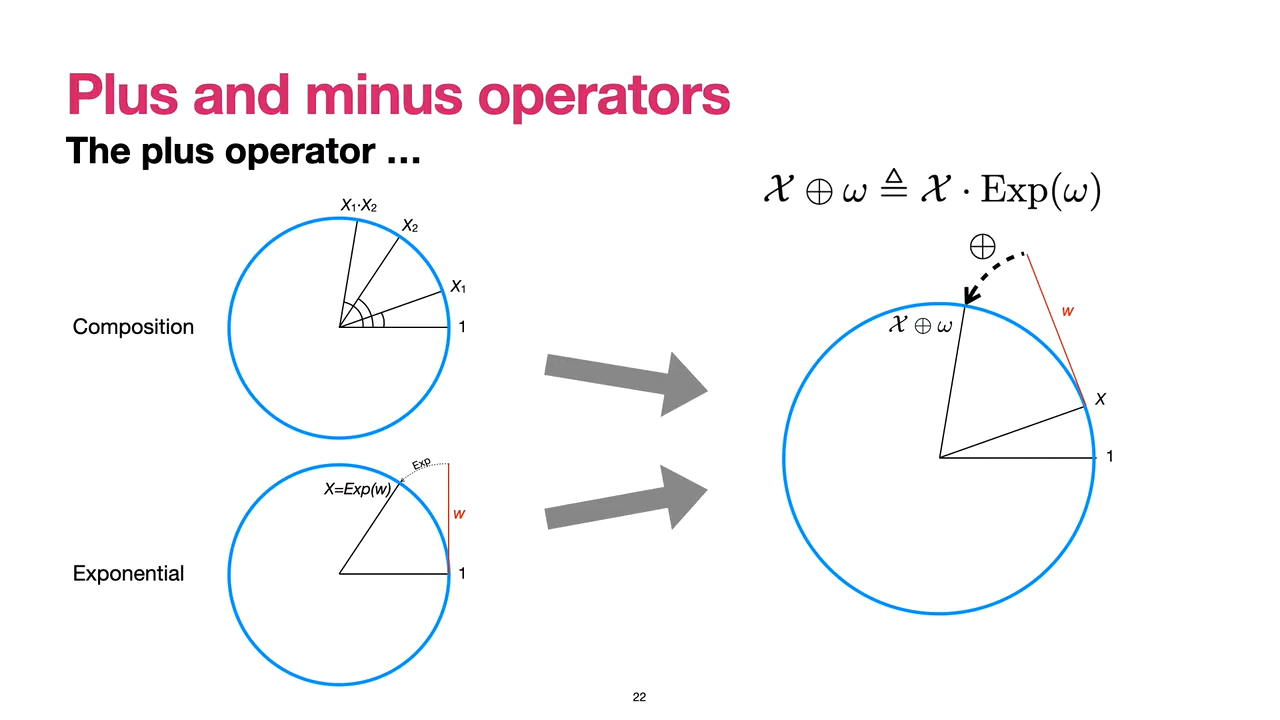 Plus and minus operators
The plus operator …
𝒳 ⊕ ω ≜ 𝒳 · Exp(ω)
Composition
X₁·X₂
X₂
X₁
1
⊕
w
𝒳 ⊕ ω
X
1
Exponential
Exp
X=Exp(w)
w
1
22